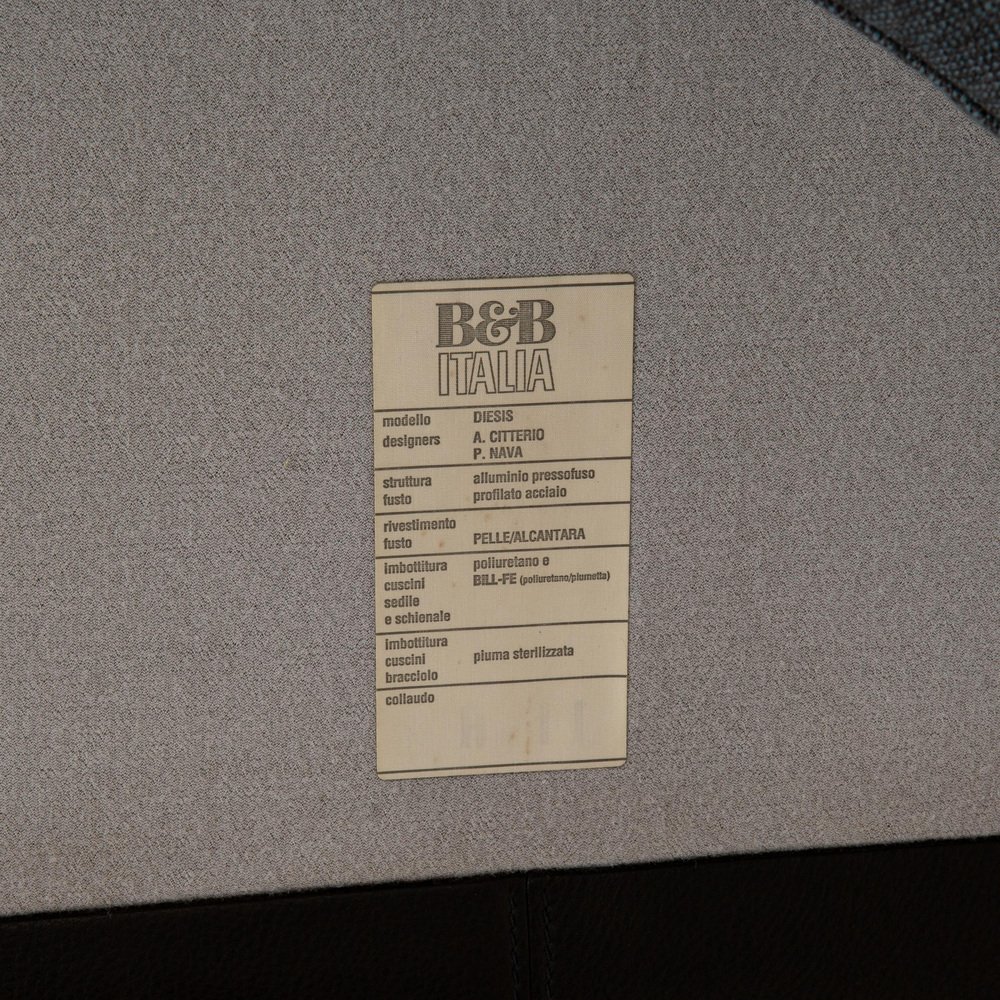 B&B
ITALIA
modello DIESIS
designers A. CITTERIO
P. NAVA
struttura alluminio pressofuso
fusto profilato acciaio
rivestimento
fusto PELLE/ALCANTARA
imbottitura poliuretano e
cuscini BILL-FE (poliuretano/piumetta)
sedile
e schienale
imbottitura
cuscini piuma sterilizzata
bracciolo
collaudo